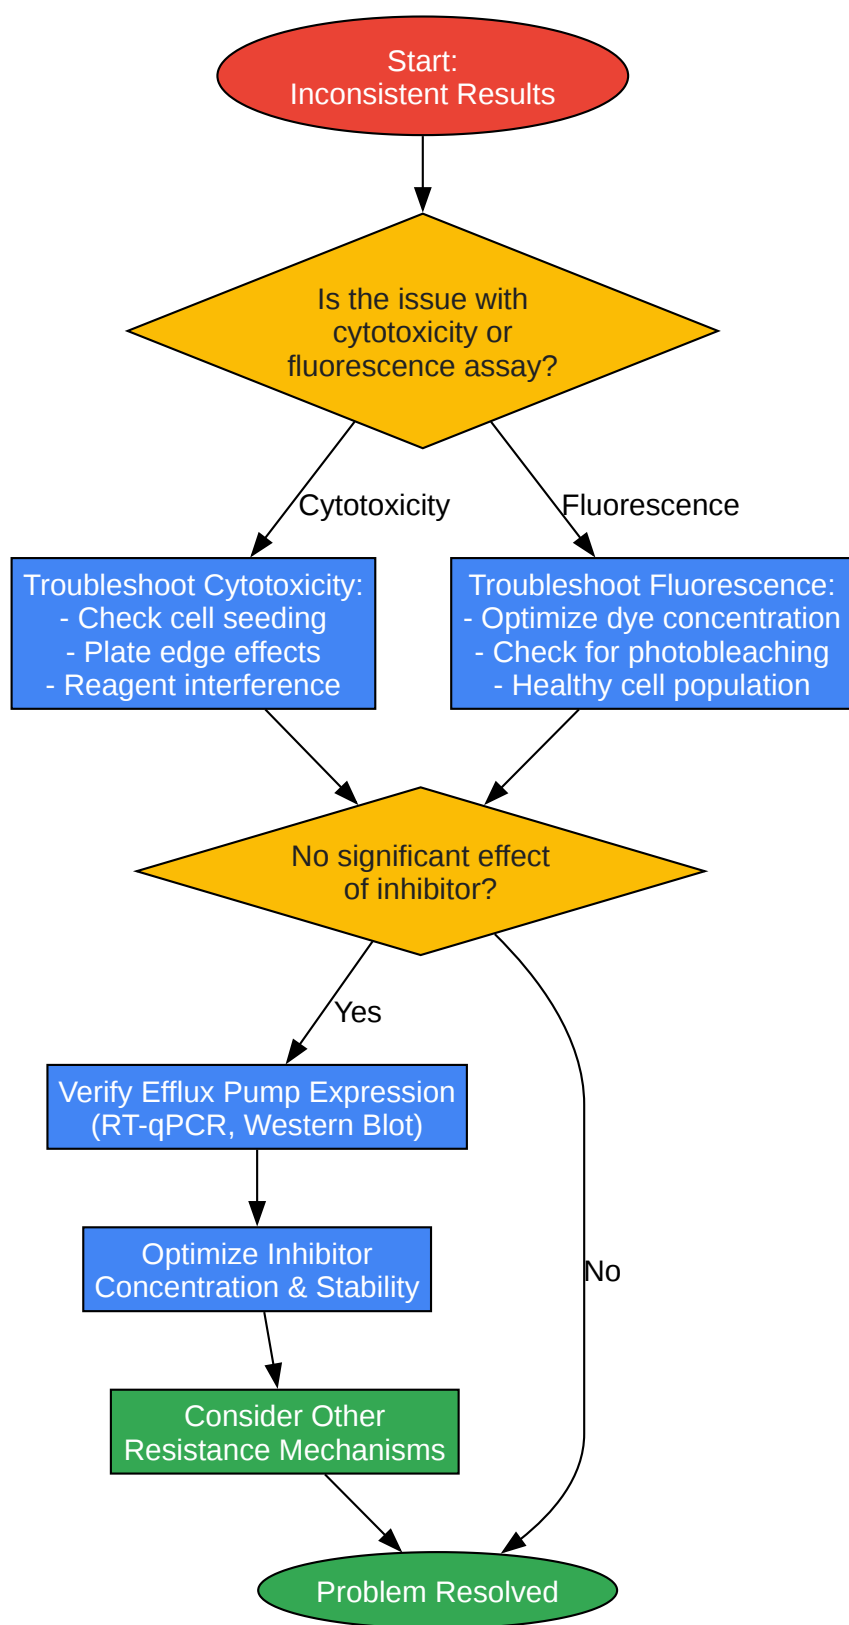 Start:
Inconsistent Results
Is the issue with
cytotoxicity or
fluorescence assay?
Cytotoxicity
Fluorescence
Troubleshoot Cytotoxicity:
- Check cell seeding
- Plate edge effects
- Reagent interference
Troubleshoot Fluorescence:
- Optimize dye concentration
- Check for photobleaching
- Healthy cell population
No significant effect
of inhibitor?
Yes
Verify Efflux Pump Expression
(RT-qPCR, Western Blot)
Optimize Inhibitor
Concentration & Stability
No
Consider Other
Resistance Mechanisms
Problem Resolved